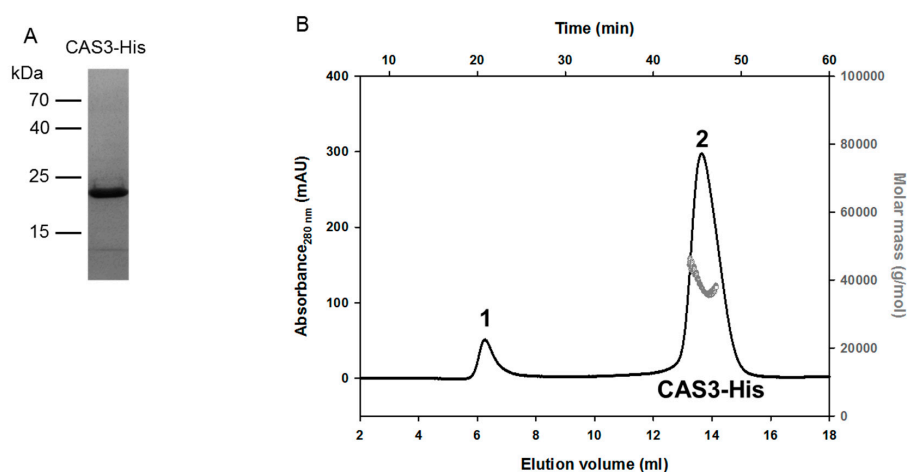 A
CAS3-His
kDa
70
40
25
15
B
Time (min)
10 20 30 40 50 60
Absorbance280 nm (mAU)
400
300
200
100
0
1
2
CAS3-His
100000
80000
60000
40000
20000
0
Molar mass (g/mol)
2 4 6 8 10 12 14 16 18
Elution volume (ml)